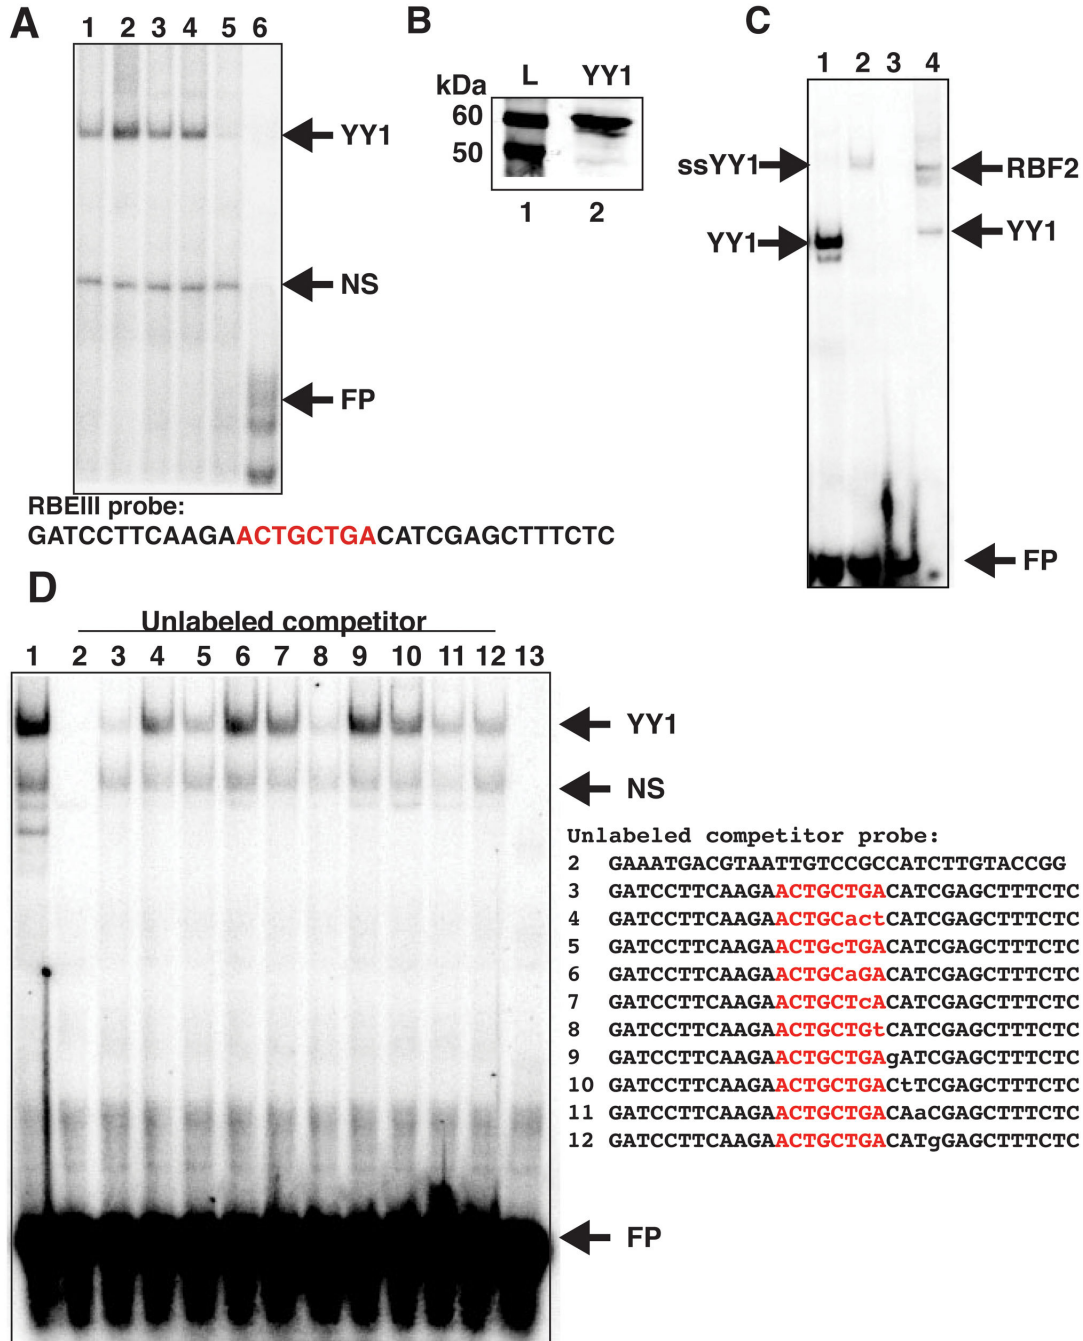 A
1 2 3 4 5 6
YY1
NS
FP
RBEIII probe:
GATCCTTCAAGAACTGCTGACATCGAGCTTTCTC
B
kDa L YY1
60
50
1 2
C
1 2 3 4
ssYY1 RBF2
YY1 YY1
FP
D
Unlabeled competitor
1 2 3 4 5 6 7 8 9 10 11 12 13
YY1
NS
FP
Unlabeled competitor probe:
2 GAAATGACGTAATTGTCCGCCATCTTGTACCGG
3 GATCCTTCAAGAACTGCTGACATCGAGCTTTCTC
4 GATCCTTCAAGAACTGCactCATCGAGCTTTCTC
5 GATCCTTCAAGAACTGcTGACATCGAGCTTTCTC
6 GATCCTTCAAGAACTGCaGACATCGAGCTTTCTC
7 GATCCTTCAAGAACTGCTcACATCGAGCTTTCTC
8 GATCCTTCAAGAACTGCTGtCATCGAGCTTTCTC
9 GATCCTTCAAGAACTGCTGAgATCGAGCTTTCTC
10 GATCCTTCAAGAACTGCTGACtTCGAGCTTTCTC
11 GATCCTTCAAGAACTGCTGACAaCGAGCTTTCTC
12 GATCCTTCAAGAACTGCTGACATgGAGCTTTCTC